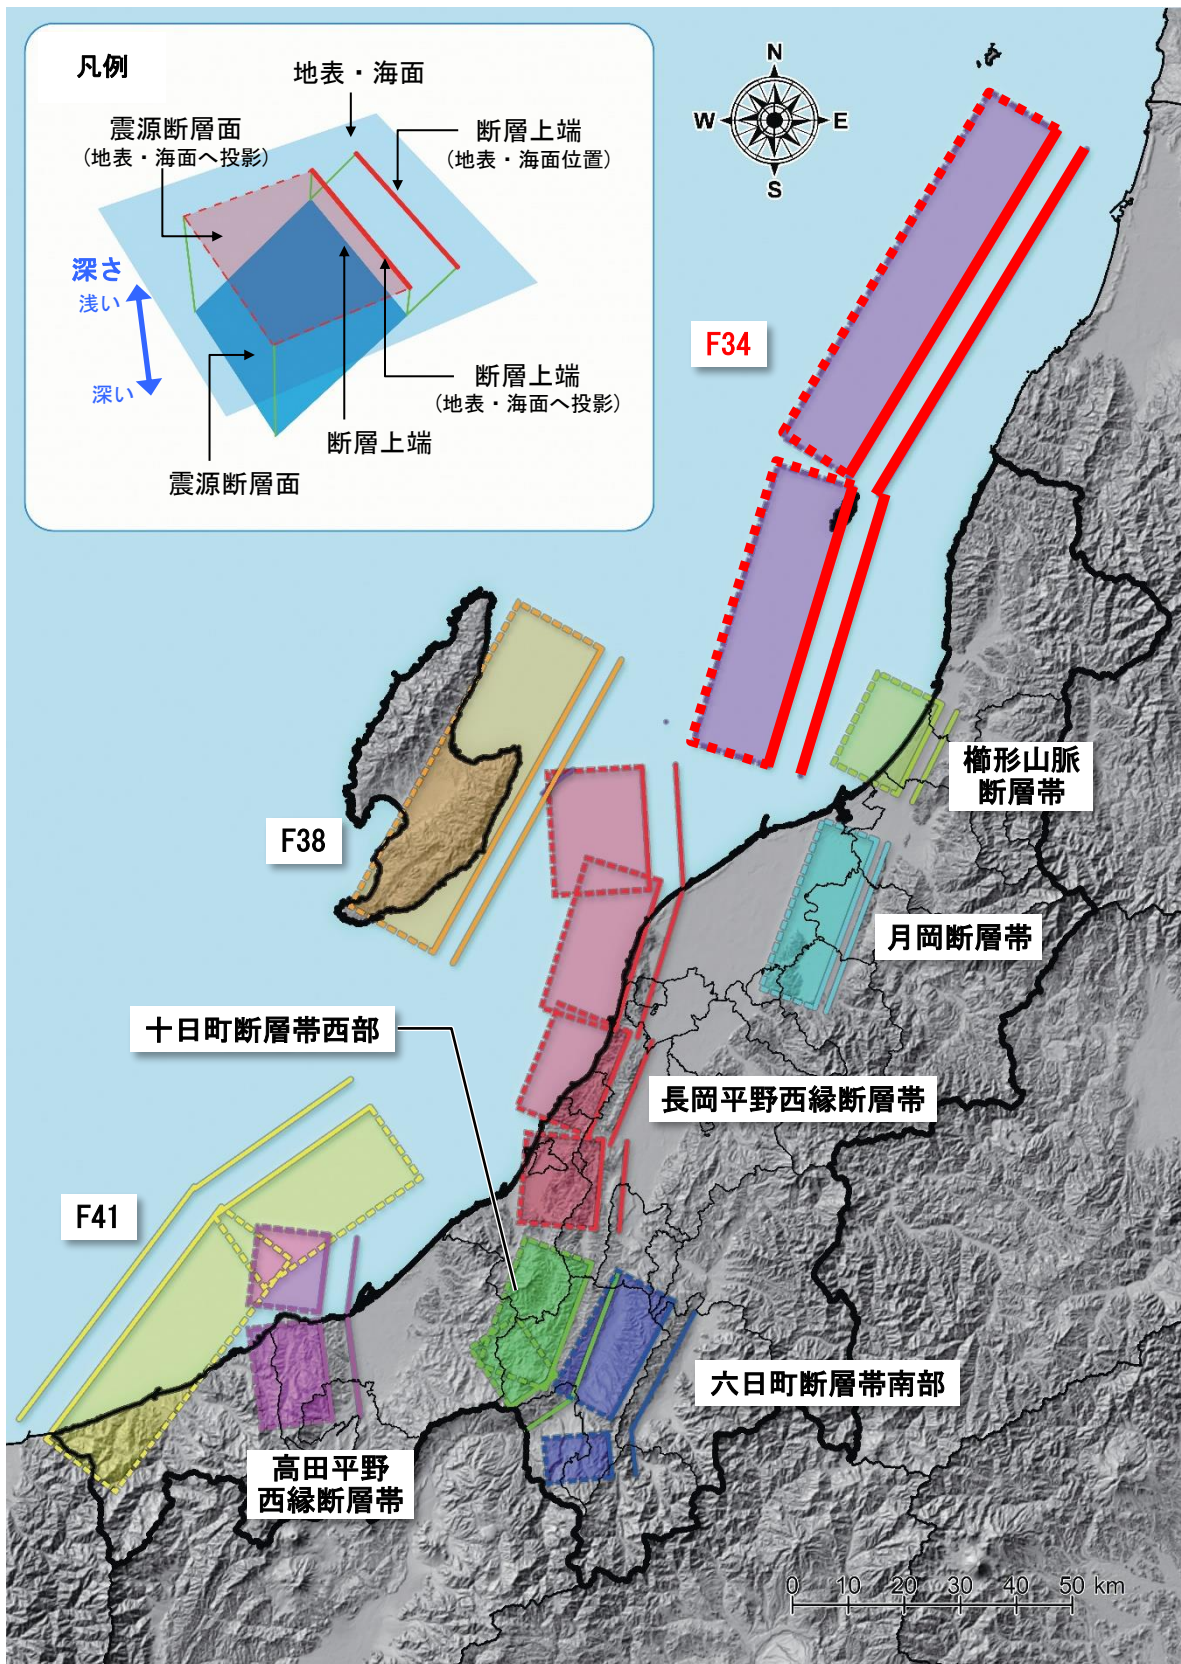 凡例
地表・海面
震源断層面
(地表・海面へ投影)
断層上端
(地表・海面位置)
深さ
浅い
深い
断層上端
(地表・海面へ投影)
断層上端
震源断層面
N
W
E
S
F34
櫛形山脈
断層帯
F38
月岡断層帯
十日町断層帯西部
長岡平野西縁断層帯
F41
六日町断層帯南部
高田平野
西縁断層帯
0 10 20 30 40 50 km